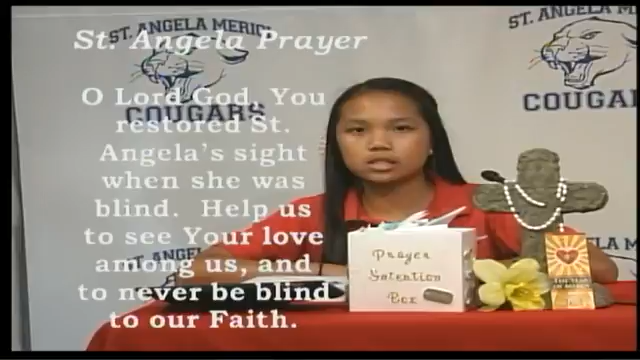 St. Angela Prayer
O Lord God, You
restored St.
Angela's sight
when she was
blind. Help us
to see Your love
among us, and
to never be blind
to our Faith.
ST. ANGELA MERICI
COUGARS
ST. ANGELA MERIC
COUGAR
Prayer
Intention
Box